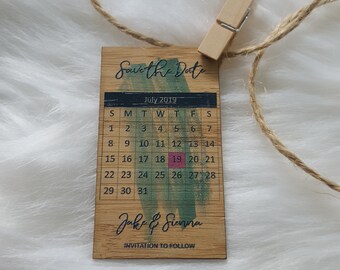 Save the Date
July 2019
S M T W T F S
1 2 3 4 5 6 7
8 9 10 11 12 13 14
15 16 17 18 19 20 21
22 23 24 25 26 27 28
29 30 31
Jake & Sienna
INVITATION TO FOLLOW